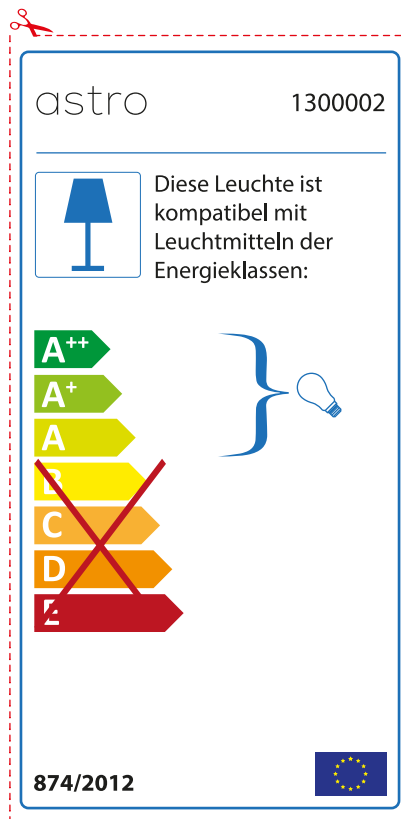 astro
1300002
Diese Leuchte ist
kompatibel mit
Leuchtmitteln der
Energieklassen:
A++
A+
A
B
C
D
E
874/2012